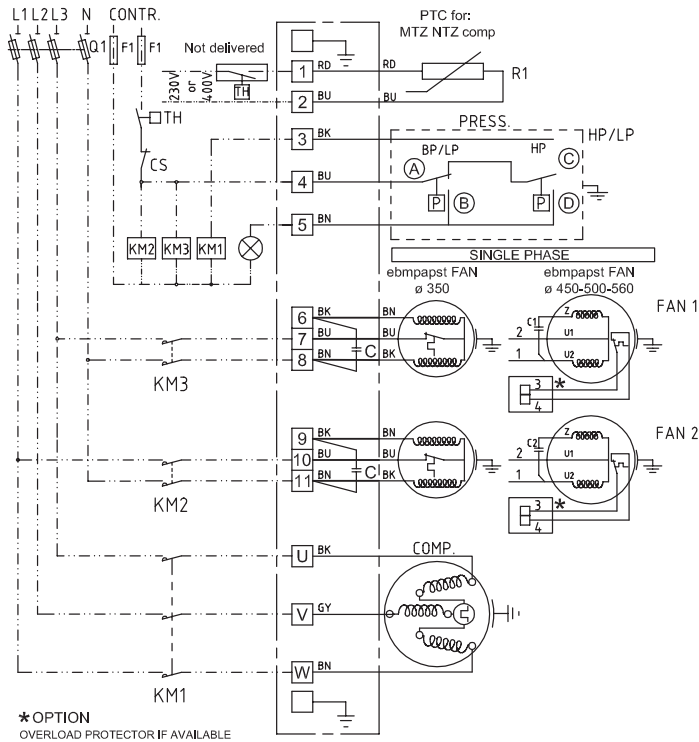 L1 L2 L3 N CONTR.
Q1 F1 F1
Not delivered
230V or 400V
TH
1 RD RD
2 BU BU
PTC for:
MTZ NTZ comp
R1
TH
CS
3 BK
4 BU
5 BN
PRESS.
HP/LP
BP/LP HP
A C
P B P D
KM2 KM3 KM1
SINGLE PHASE
ebmpapst FAN
ø 350
ebmpapst FAN
ø 450-500-560
FAN 1
6 BK BN
7 BU BU
8 BN C BK
C1 Z
2 U1
1 U2
3 *
4
KM3
FAN 2
9 BK BN
10 BU BU
11 BN C BK
C2 Z
2 U1
1 U2
3 *
4
KM2
COMP.
U BK
V GY
W BN
KM1
* OPTION
OVERLOAD PROTECTOR IF AVAILABLE